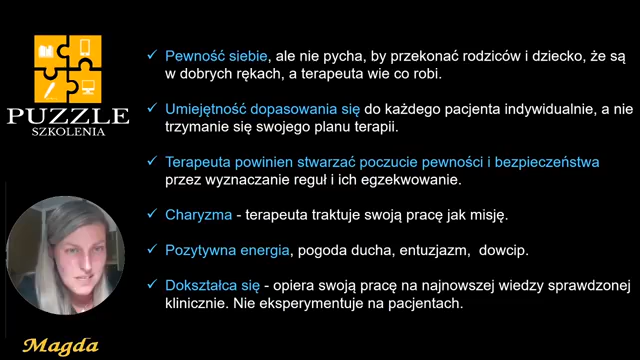 PUZZLE
SZKOLENIA
✓ Pewność siebie, ale nie pycha, by przekonać rodziców i dziecko, że są
w dobrych rękach, a terapeuta wie co robi.
✓ Umiejętność dopasowania się do każdego pacjenta indywidualnie, a nie
trzymanie się swojego planu terapii.
✓ Terapeuta powinien stwarzać poczucie pewności i bezpieczeństwa
przez wyznaczanie reguł i ich egzekwowanie.
✓ Charyzma - terapeuta traktuje swoją pracę jak misję.
✓ Pozytywna energia, pogoda ducha, entuzjazm, dowcip.
✓ Dokształca się - opiera swoją pracę na najnowszej wiedzy sprawdzonej
klinicznie. Nie eksperymentuje na pacjentach.
Magda